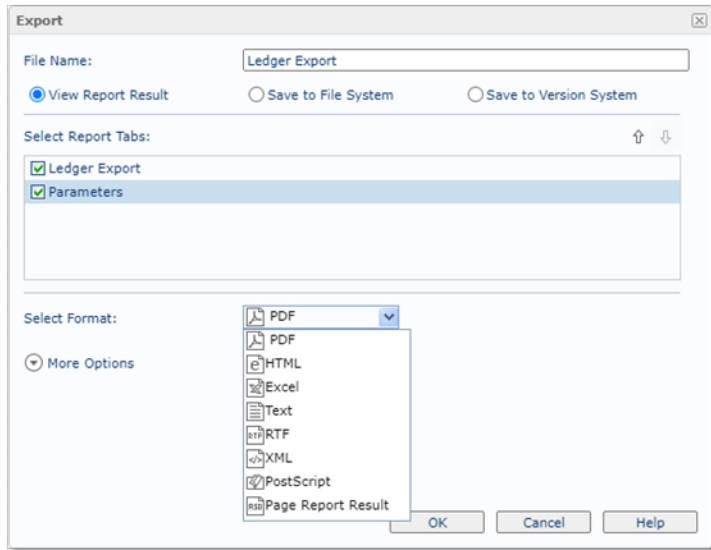 Export
File Name: Ledger Export
View Report Result Save to File System Save to Version System
Select Report Tabs:
Ledger Export
Parameters
Select Format: PDF
PDF
More Options
HTML
Excel
Text
RTF RTF
</> XML
PostScript
RSD Page Report Result
OK Cancel Help